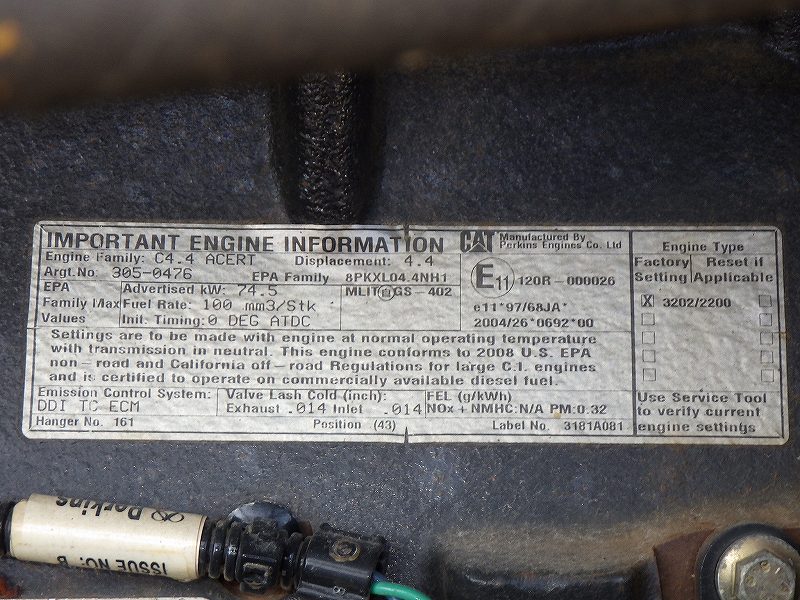 IMPORTANT ENGINE INFORMATION CAT Manufactured By Perkins Engines Co. Ltd
Engine Family: C4.4 ACERT Displacement: 4.4
Argt.No: 305-0476 EPA Family 8PKXL04.4NH1
EPA Family Max Values
Advertised kW: 74.5
Fuel Rate: 100 mm3/Stk
Init. Timing: 0 DEG ATDC
MLIT GS-402
E11 120R-000026
e11*97/68JA*
2004/26*0692*00
Settings are to be made with engine at normal operating temperature
with transmission in neutral. This engine conforms to 2008 U.S. EPA
non-road and California off-road Regulations for large C.I. engines
and is certified to operate on commercially available diesel fuel.
Emission Control System:
DDI TC ECM
Valve Lash Cold (inch):
Exhaust .014 Inlet .014
FEL (g/kWh)
NOx + NMHC: N/A PM: 0.32
Hanger No. 161 Position (43) Label No. 3181A081
Engine Type
Factory Setting
Reset if Applicable
X 3202/2200
Use Service Tool
to verify current
engine settings
Perkins
ISSUE NO: B